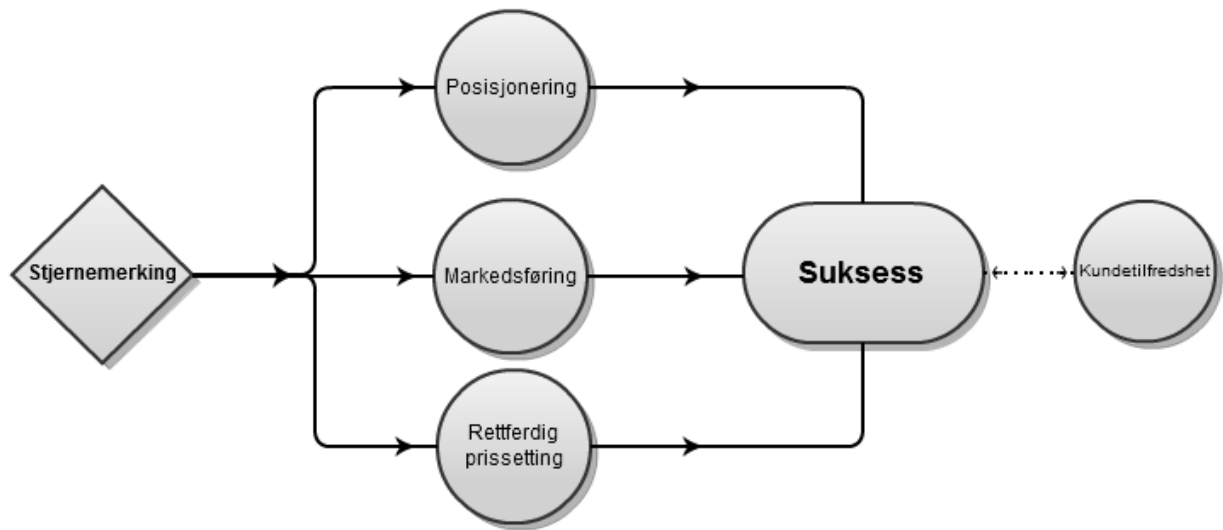 Posisjonering
Stjernemerking
Markedsføring
Suksess
Kundetilfredshet
Rettferdig
prissetting